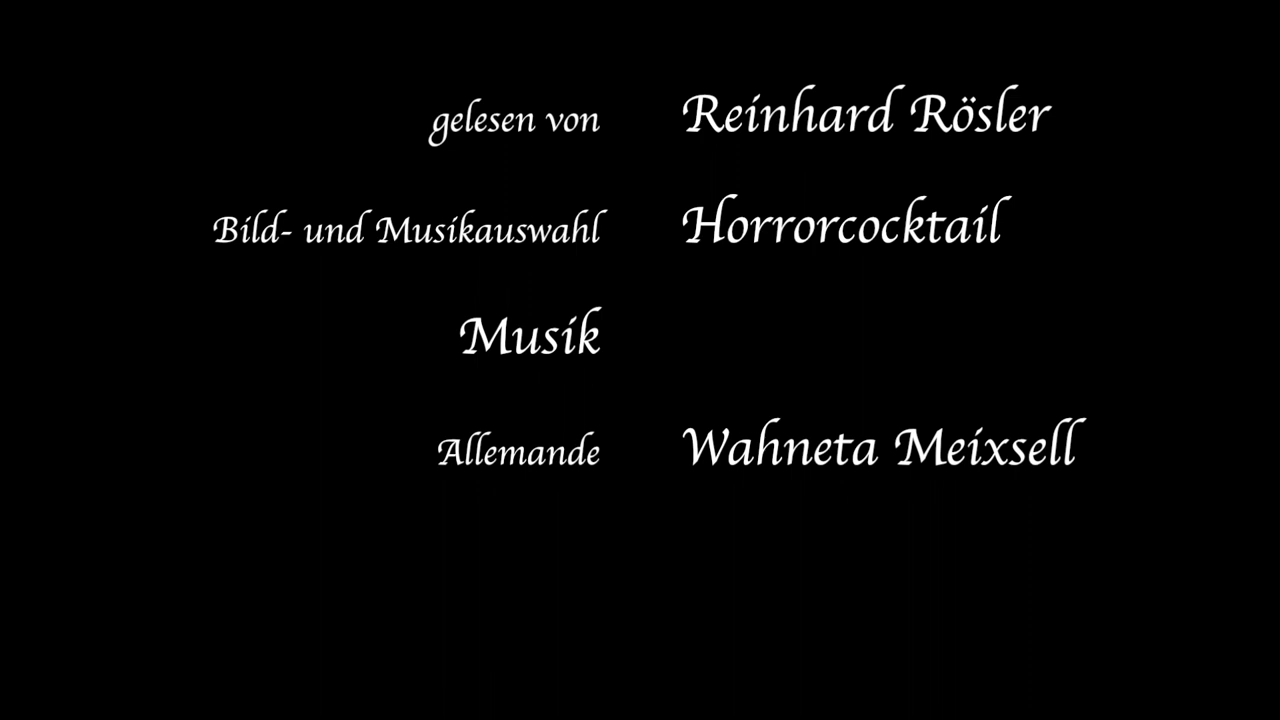 gelesen von Reinhard Rösler
Bild- und Musikauswahl Horrorcocktail
Musik
Allemande Wahneta Meixsell